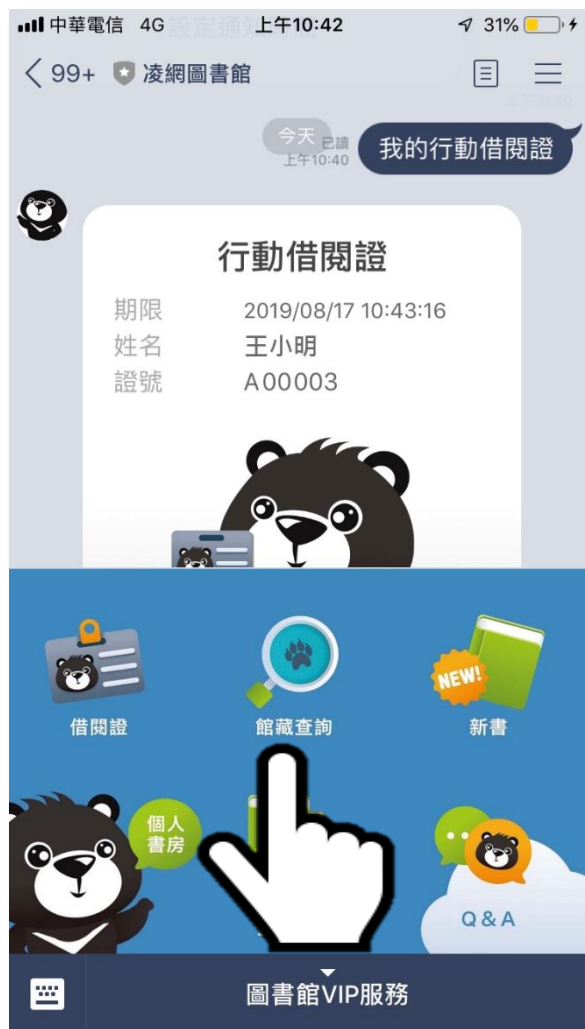 中華電信 4G 上午10:42 31%
99+ 凌網圖書館
今天
已讀
上午10:40
我的行動借閱證
行動借閱證
期限 2019/08/17 10:43:16
姓名 王小明
證號 A00003
借閱證
館藏查詢
NEW!
新書
個人
書房
Q & A
圖書館VIP服務